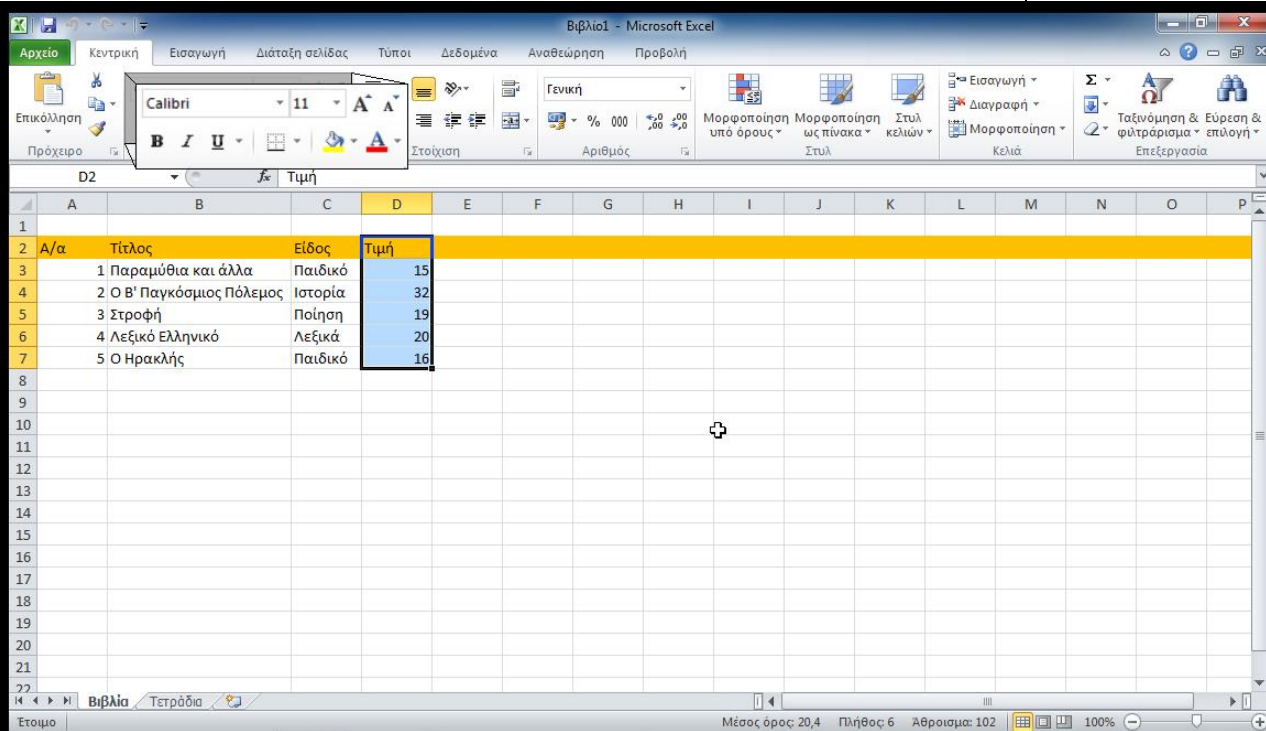 Βιβλίο1 - Microsoft Excel
Αρχείο Κεντρική Εισαγωγή Διάταξη σελίδας Τύποι Δεδομένα Αναθεώρηση Προβολή
Επικόλληση
Πρόχειρο
Calibri 11 A A
B I U A
Στοίχιση
Γενική
% 000 ,00 ,0
Αριθμός
Μορφοποίηση υπό όρους
Μορφοποίηση ως πίνακα
Στυλ κελιών
Στυλ
Εισαγωγή
Διαγραφή
Μορφοποίηση
Κελιά
Σ
Ταξινόμηση & φιλτράρισμα
Εύρεση & επιλογή
Επεξεργασία
D2 fx Τιμή
A B C D E F G H I J K L M N O P
1
2 Α/α Τίτλος Είδος Τιμή
3 1 Παραμύθια και άλλα Παιδικό 15
4 2 Ο Β' Παγκόσμιος Πόλεμος Ιστορία 32
5 3 Στροφή Ποίηση 19
6 4 Λεξικό Ελληνικό Λεξικά 20
7 5 Ο Ηρακλής Παιδικό 16
8
9
10
11
12
13
14
15
16
17
18
19
20
21
22
Βιβλία Τετράδια
Έτοιμο Μέσος όρος: 20,4 Πλήθος: 6 Άθροισμα: 102 100%